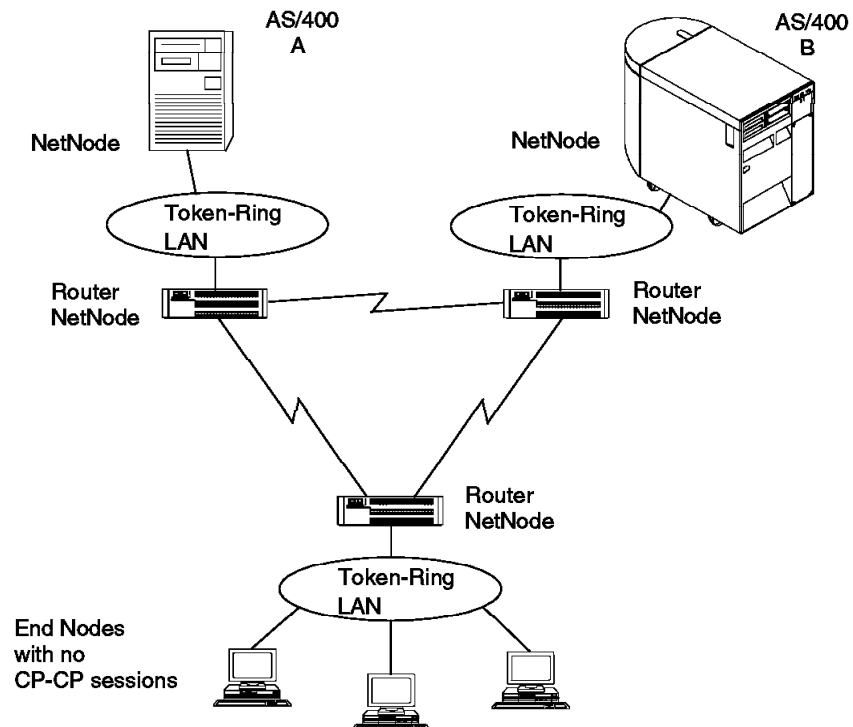 AS/400
A
AS/400
B
NetNode
NetNode
Token-Ring
LAN
Token-Ring
LAN
Router
NetNode
Router
NetNode
Router
NetNode
Token-Ring
LAN
End Nodes
with no
CP-CP sessions